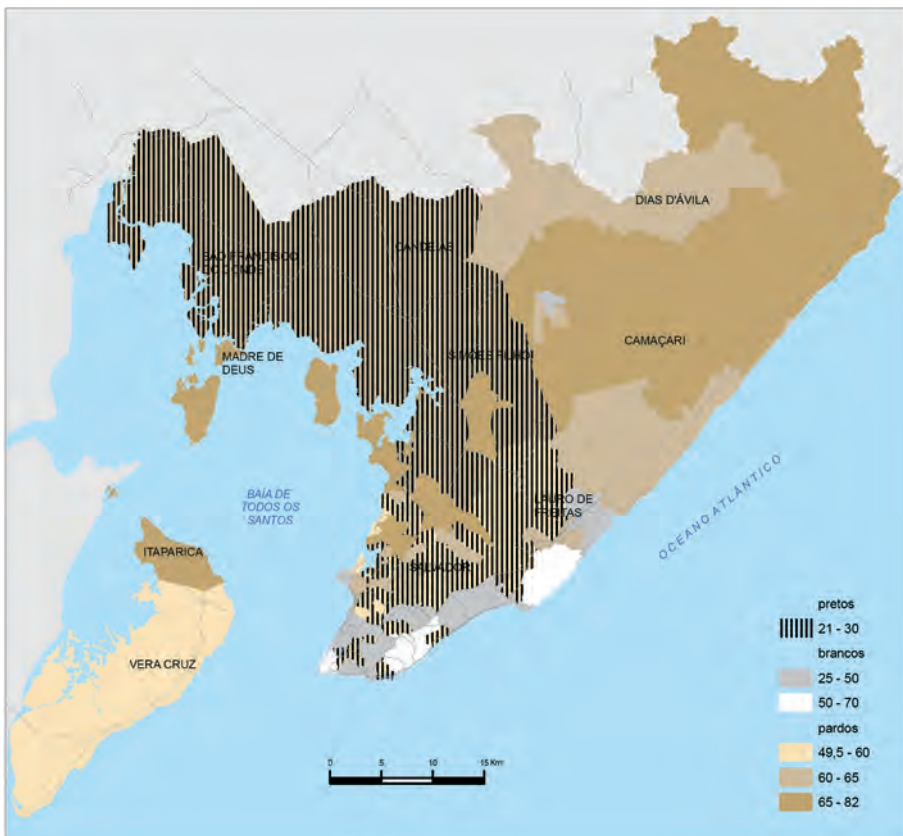 DIAS D'ÁVILA
SÃO FRANCISCO
DO CONDE
CANDEIAS
SIMÕES FILHO
CAMAÇARI
MADRE DE
DEUS
LAURO DE
FREITAS
OCEANO ATLÂNTICO
BAÍA DE
TODOS OS
SANTOS
ITAPARICA
SALVADOR
VERA CRUZ
pretos
21 - 30
brancos
25 - 50
50 - 70
pardos
49,5 - 60
60 - 65
65 - 82
0 5 10 15 Km